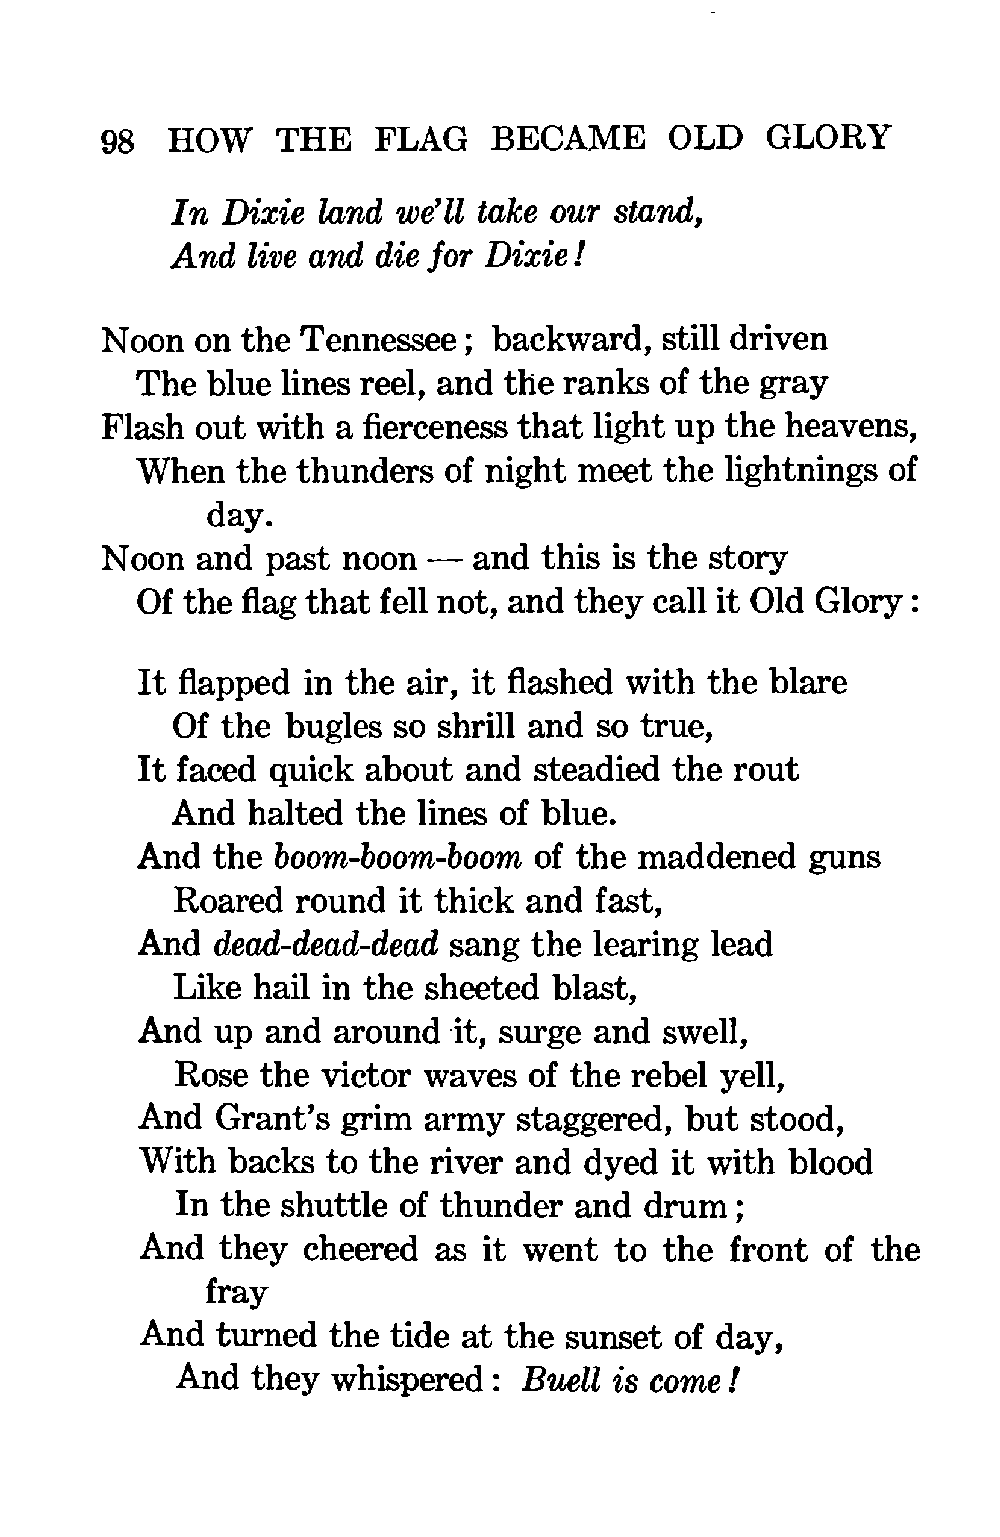 98 HOW THE FLAG BECAME OLD GLORY
In Dixie land we'll take our stand,
And live and die for Dixie!
Noon on the Tennessee; backward, still driven
The blue lines reel, and the ranks of the gray
Flash out with a fierceness that light up the heavens,
When the thunders of night meet the lightnings of
day.
Noon and past noon — and this is the story
Of the flag that fell not, and they call it Old Glory:
It flapped in the air, it flashed with the blare
Of the bugles so shrill and so true,
It faced quick about and steadied the rout
And halted the lines of blue.
And the boom-boom-boom of the maddened guns
Roared round it thick and fast,
And dead-dead-dead sang the learing lead
Like hail in the sheeted blast,
And up and around it, surge and swell,
Rose the victor waves of the rebel yell,
And Grant's grim army staggered, but stood,
With backs to the river and dyed it with blood
In the shuttle of thunder and drum;
And they cheered as it went to the front of the
fray
And turned the tide at the sunset of day,
And they whispered: Buell is come!